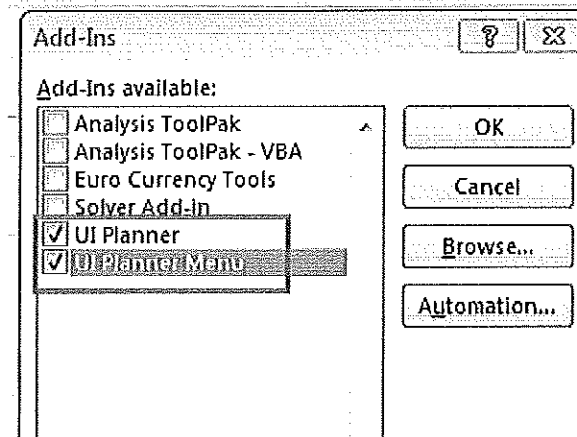 Add-Ins
Add-Ins available:
Analysis ToolPak
Analysis ToolPak - VBA
Euro Currency Tools
Solver Add-in
UI Planner
UI Planner Menu
OK
Cancel
Browse...
Automation...